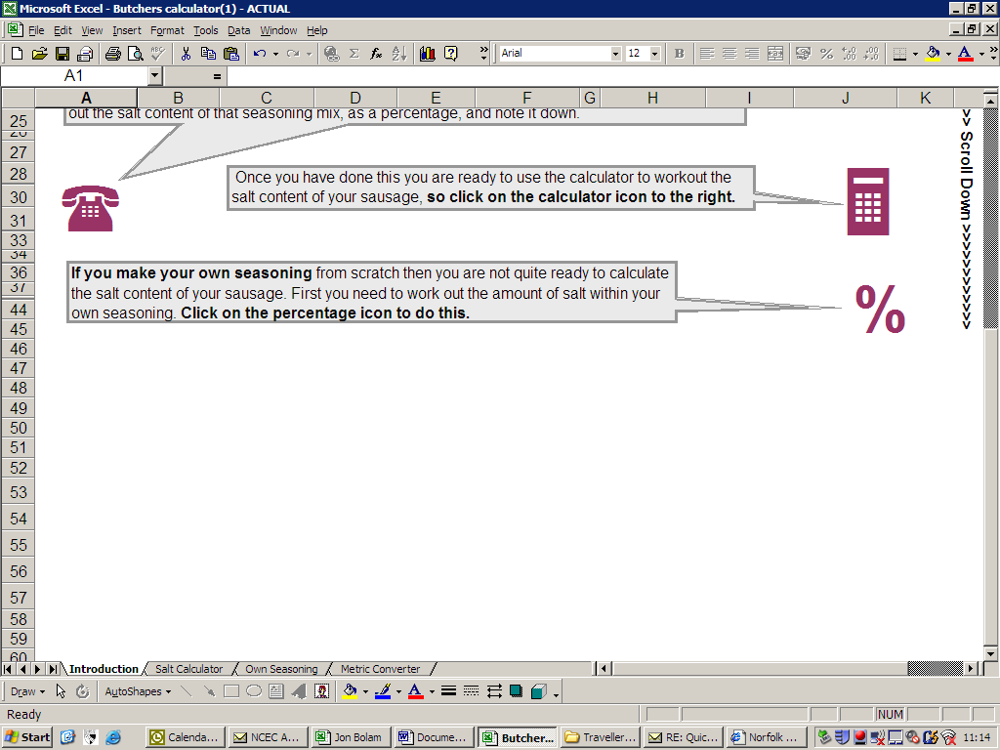 Microsoft Excel - Butchers calculator(1) - ACTUAL
File Edit View Insert Format Tools Data Window Help
Arial 12 B
A1 =
A B C D E F G H I J K
25
26
27
28
30
31
33
34
36
37
44
45
46
47
48
49
50
51
52
53
54
55
56
57
58
59
60
out the salt content of that seasoning mix, as a percentage, and note it down.
Once you have done this you are ready to use the calculator to workout the
salt content of your sausage, so click on the calculator icon to the right.
If you make your own seasoning from scratch then you are not quite ready to calculate
the salt content of your sausage. First you need to work out the amount of salt within your
own seasoning. Click on the percentage icon to do this.
%
>> Scroll Down >>>>>>>>>
Introduction Salt Calculator Own Seasoning Metric Converter
Draw AutoShapes
Ready NUM
Start Calenda... NCEC A... Jon Bolam Docume... Butcher... Traveller... RE: Quic... Norfolk ... 11:14